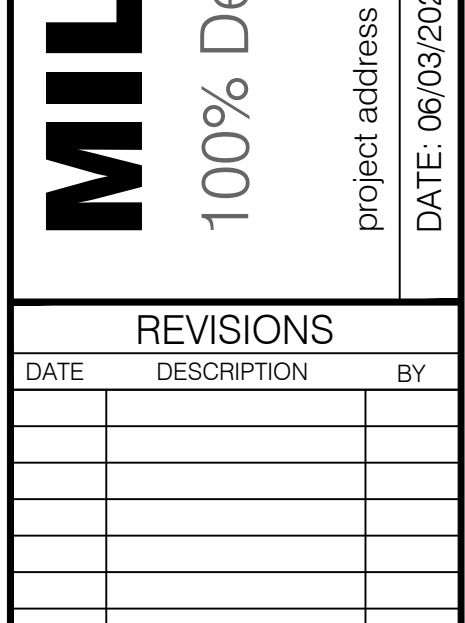 MIL
100% De
project address
DATE: 06/03/202
REVISIONS
DATE DESCRIPTION BY